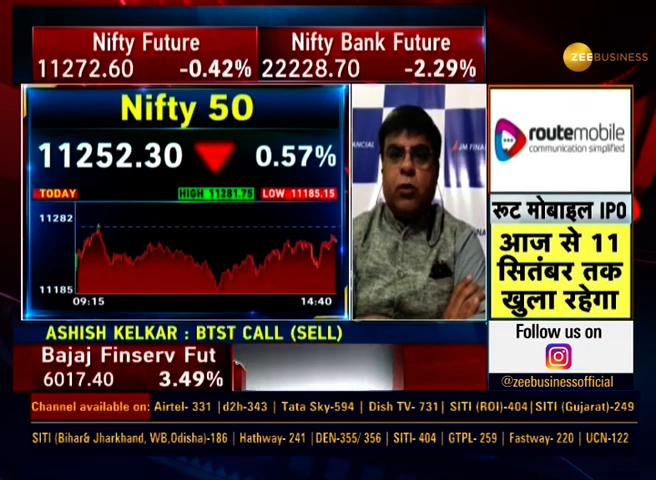 Nifty Future
11272.60 -0.42%
Nifty Bank Future
22228.70 -2.29%
ZEE BUSINESS
Nifty 50
11252.30 0.57%
TODAY HIGH 11281.75 LOW 11185.15
11282
11185
09:15 14:40
NCIAL
JM FINA
routemobile
communication simplified
रूट मोबाइल IPO
आज से 11
सितंबर तक
खुला रहेगा
Follow us on
@zeebusinessofficial
ASHISH KELKAR : BTST CALL (SELL)
Bajaj Finserv Fut
6017.40 3.49%
Channel available on: Airtel- 331 | d2h-343 | Tata Sky-594 | Dish TV- 731 | SITI (ROI)-404 | SITI (Gujarat)-249
SITI (Bihar& Jharkhand, WB,Odisha)-186 | Hathway- 241 | DEN-355/ 356 | SITI- 404 | GTPL- 259 | Fastway- 220 | UCN-122